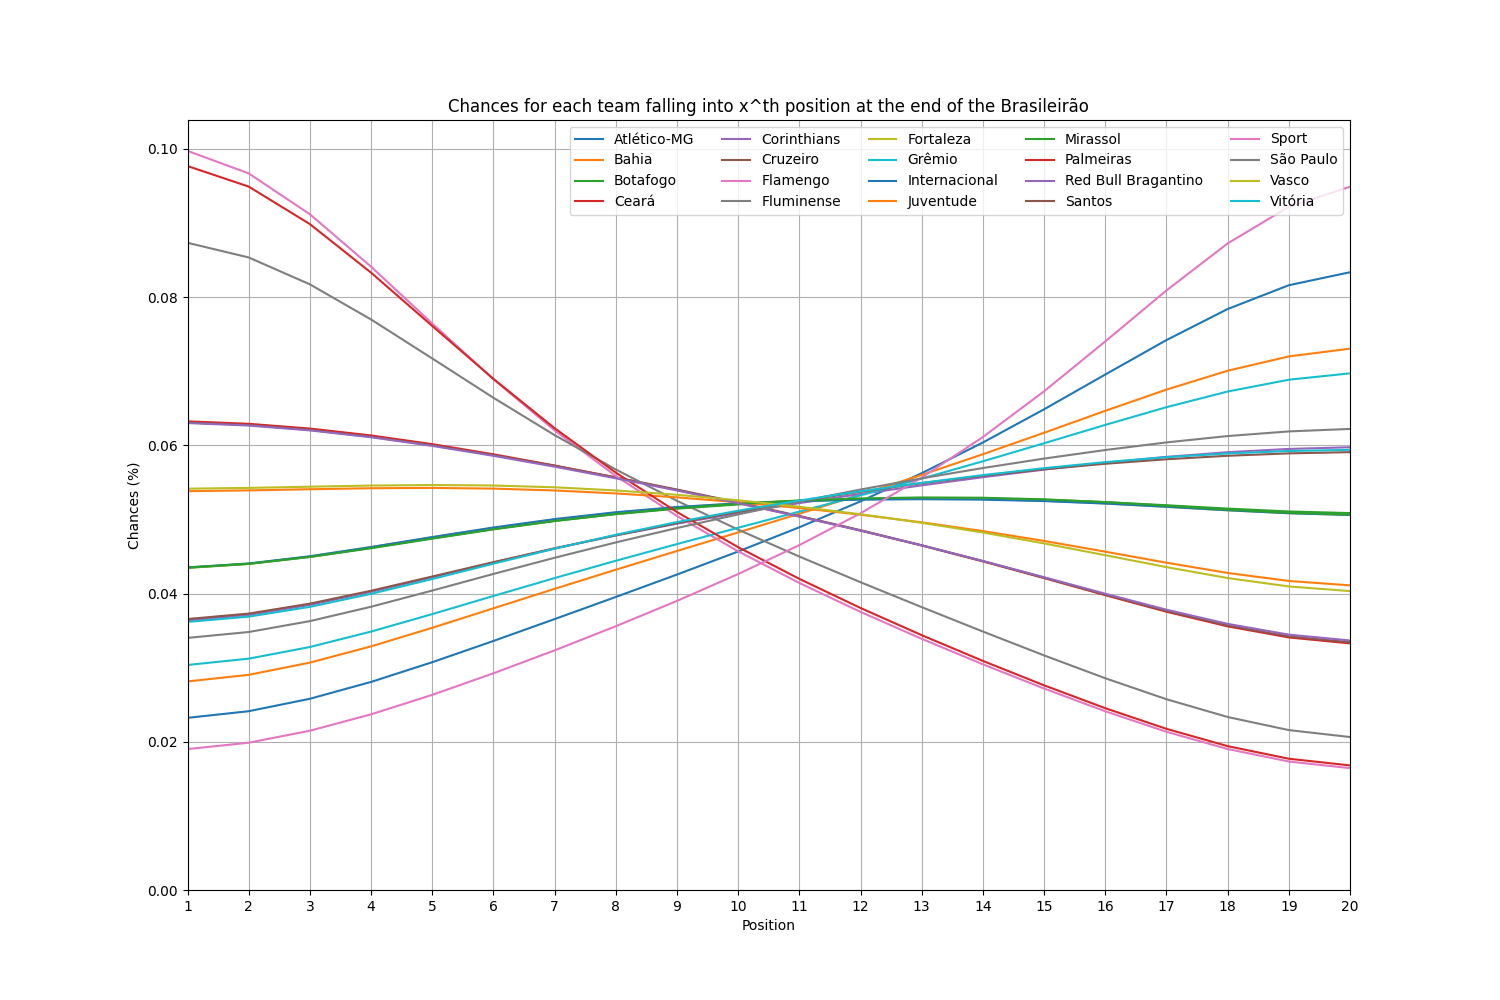 Chances for each team falling into x^th position at the end of the Brasileirão
Atlético-MG Corinthians Fortaleza Mirassol Sport
Bahia Cruzeiro Grêmio Palmeiras São Paulo
Botafogo Flamengo Internacional Red Bull Bragantino Vasco
Ceará Fluminense Juventude Santos Vitória
Chances (%)
0.10
0.08
0.06
0.04
0.02
0.00
1 2 3 4 5 6 7 8 9 10 11 12 13 14 15 16 17 18 19 20
Position